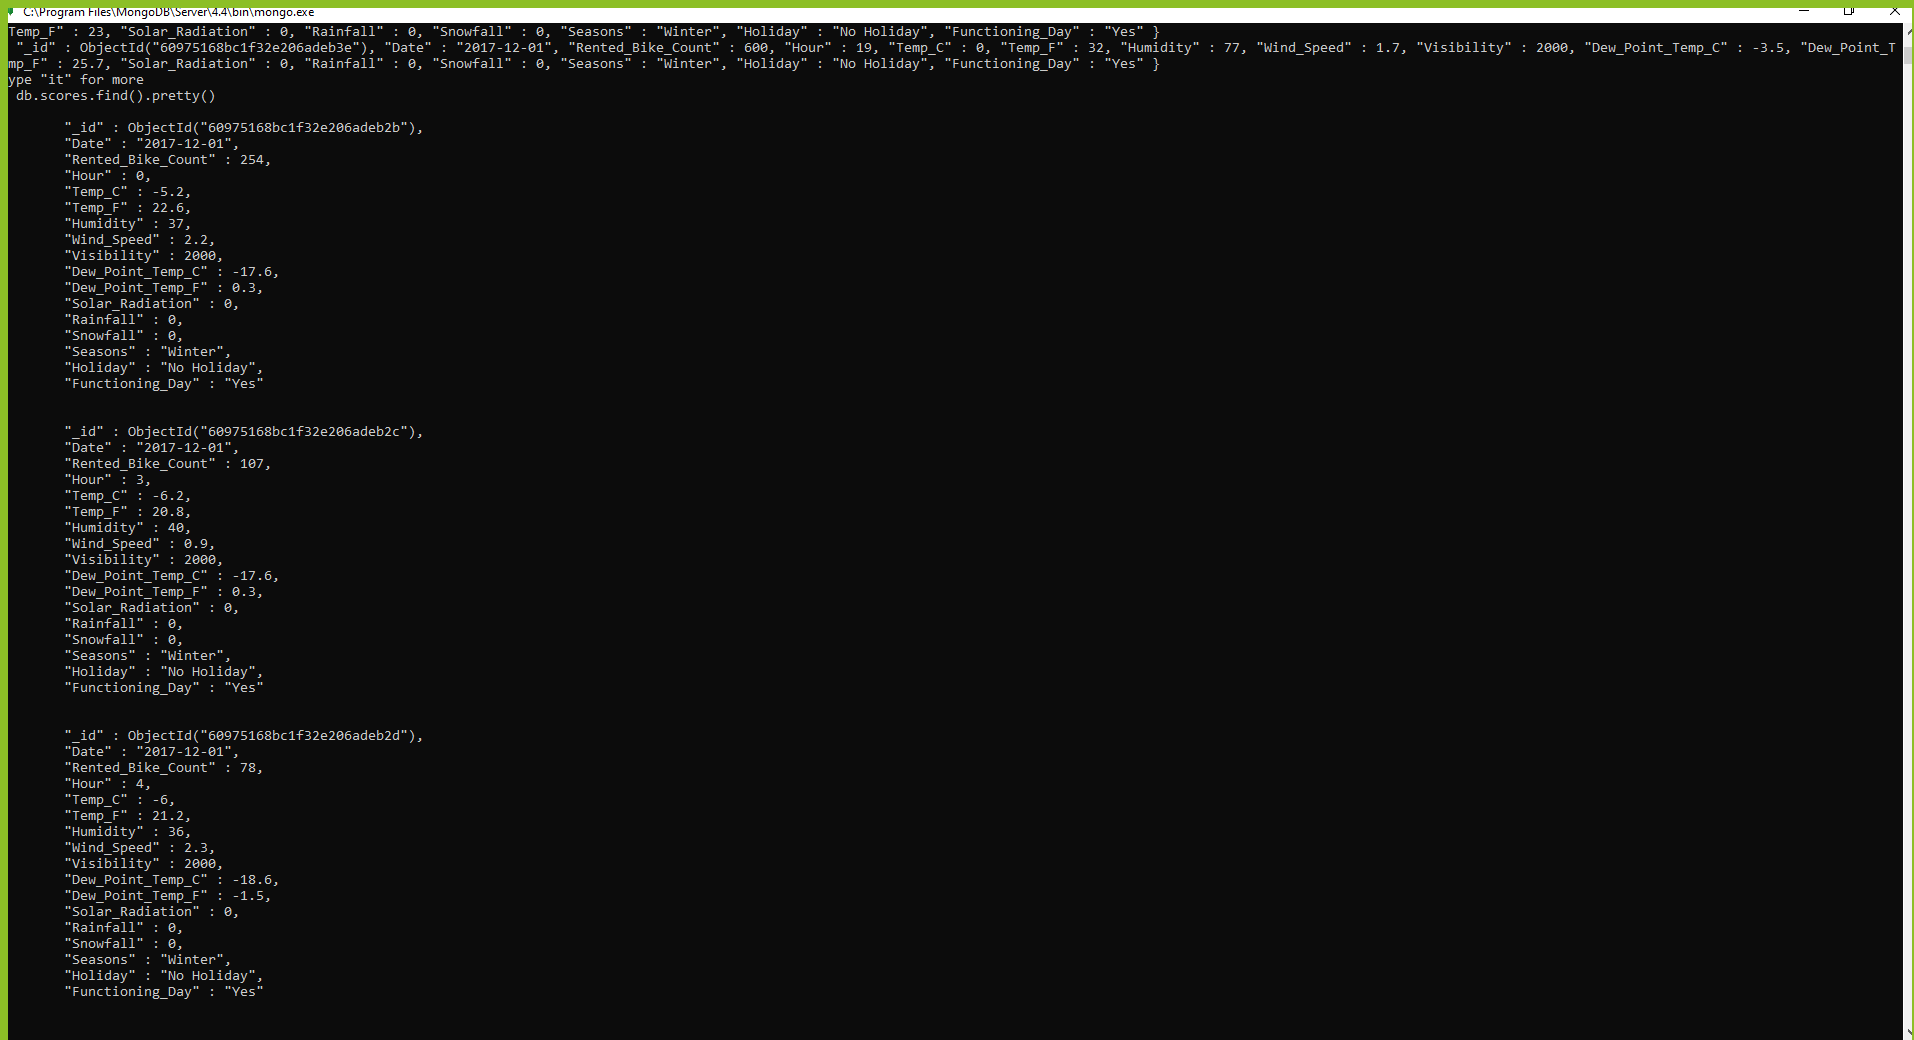 C:\Program Files\MongoDB\Server\4.4\bin\mongo.exe
Temp_F" : 23, "Solar_Radiation" : 0, "Rainfall" : 0, "Snowfall" : 0, "Seasons" : "Winter", "Holiday" : "No Holiday", "Functioning_Day" : "Yes" }
"_id" : ObjectId("60975168bc1f32e206adeb3e"), "Date" : "2017-12-01", "Rented_Bike_Count" : 600, "Hour" : 19, "Temp_C" : 0, "Temp_F" : 32, "Humidity" : 77, "Wind_Speed" : 1.7, "Visibility" : 2000, "Dew_Point_Temp_C" : -3.5, "Dew_Point_T
mp_F" : 25.7, "Solar_Radiation" : 0, "Rainfall" : 0, "Snowfall" : 0, "Seasons" : "Winter", "Holiday" : "No Holiday", "Functioning_Day" : "Yes" }
ype "it" for more
db.scores.find().pretty()
"_id" : ObjectId("60975168bc1f32e206adeb2b"),
"Date" : "2017-12-01",
"Rented_Bike_Count" : 254,
"Hour" : 0,
"Temp_C" : -5.2,
"Temp_F" : 22.6,
"Humidity" : 37,
"Wind_Speed" : 2.2,
"Visibility" : 2000,
"Dew_Point_Temp_C" : -17.6,
"Dew_Point_Temp_F" : 0.3,
"Solar_Radiation" : 0,
"Rainfall" : 0,
"Snowfall" : 0,
"Seasons" : "Winter",
"Holiday" : "No Holiday",
"Functioning_Day" : "Yes"
"_id" : ObjectId("60975168bc1f32e206adeb2c"),
"Date" : "2017-12-01",
"Rented_Bike_Count" : 107,
"Hour" : 3,
"Temp_C" : -6.2,
"Temp_F" : 20.8,
"Humidity" : 40,
"Wind_Speed" : 0.9,
"Visibility" : 2000,
"Dew_Point_Temp_C" : -17.6,
"Dew_Point_Temp_F" : 0.3,
"Solar_Radiation" : 0,
"Rainfall" : 0,
"Snowfall" : 0,
"Seasons" : "Winter",
"Holiday" : "No Holiday",
"Functioning_Day" : "Yes"
"_id" : ObjectId("60975168bc1f32e206adeb2d"),
"Date" : "2017-12-01",
"Rented_Bike_Count" : 78,
"Hour" : 4,
"Temp_C" : -6,
"Temp_F" : 21.2,
"Humidity" : 36,
"Wind_Speed" : 2.3,
"Visibility" : 2000,
"Dew_Point_Temp_C" : -18.6,
"Dew_Point_Temp_F" : -1.5,
"Solar_Radiation" : 0,
"Rainfall" : 0,
"Snowfall" : 0,
"Seasons" : "Winter",
"Holiday" : "No Holiday",
"Functioning_Day" : "Yes"